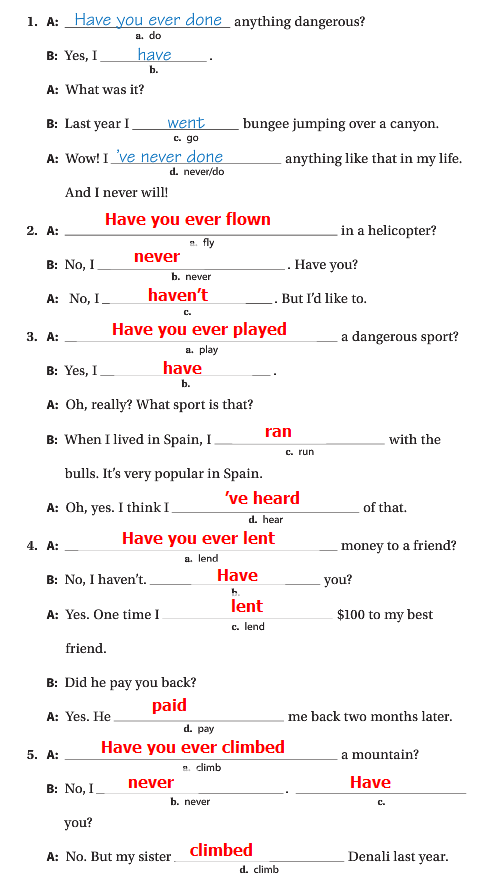 1. A: Have you ever done anything dangerous?
a. do
B: Yes, I have .
b.
A: What was it?
B: Last year I went bungee jumping over a canyon.
c. go
A: Wow! I 've never done anything like that in my life.
d. never/do
And I never will!
2. A: Have you ever flown in a helicopter?
a. fly
B: No, I never . Have you?
b. never
A: No, I haven't . But I'd like to.
c.
3. A: Have you ever played a dangerous sport?
a. play
B: Yes, I have .
b.
A: Oh, really? What sport is that?
B: When I lived in Spain, I ran with the
c. run
bulls. It's very popular in Spain.
A: Oh, yes. I think I 've heard of that.
d. hear
4. A: Have you ever lent money to a friend?
a. lend
B: No, I haven't. Have you?
b.
A: Yes. One time I lent $100 to my best
c. lend
friend.
B: Did he pay you back?
A: Yes. He paid me back two months later.
d. pay
5. A: Have you ever climbed a mountain?
a. climb
B: No, I never . Have
b. never c.
you?
A: No. But my sister climbed Denali last year.
d. climb